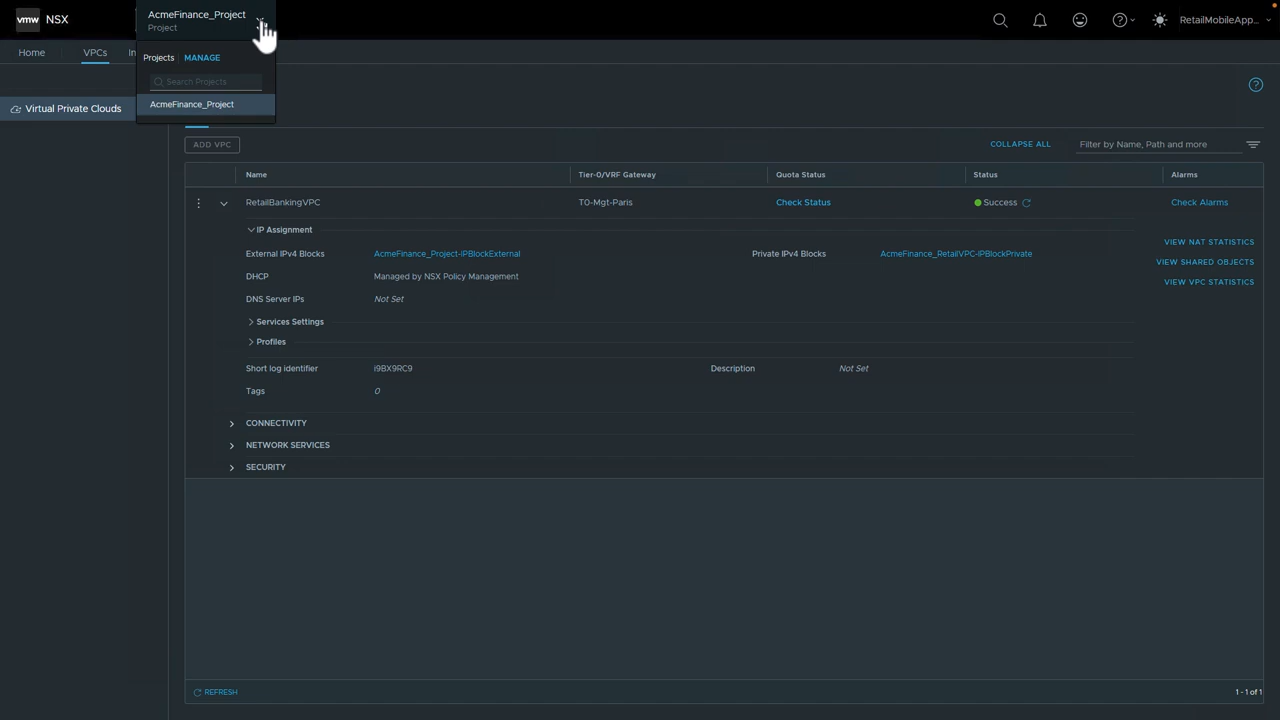 vmw NSX
AcmeFinance_Project
Project
RetailMobileApp...
Home
VPCs
In
Projects MANAGE
Search Projects
AcmeFinance_Project
Virtual Private Clouds
ADD VPC
COLLAPSE ALL
Filter by Name, Path and more
Name Tier-0/VRF Gateway Quota Status Status Alarms
RetailBankingVPC T0-Mgt-Paris Check Status Success Check Alarms
IP Assignment
External IPv4 Blocks AcmeFinance_Project-IPBlockExternal Private IPv4 Blocks AcmeFinance_RetailVPC-IPBlockPrivate
DHCP Managed by NSX Policy Management
DNS Server IPs Not Set
VIEW NAT STATISTICS
VIEW SHARED OBJECTS
VIEW VPC STATISTICS
Services Settings
Profiles
Short log identifier i9BX9RC9 Description Not Set
Tags 0
CONNECTIVITY
NETWORK SERVICES
SECURITY
REFRESH
1 - 1 of 1